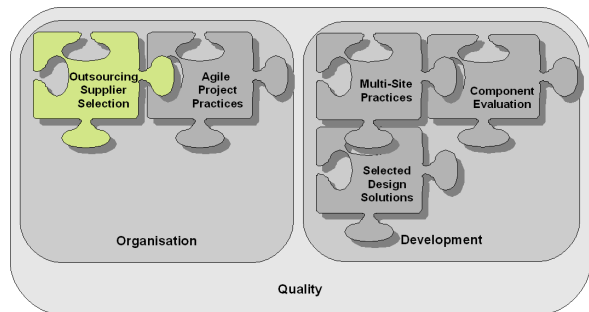 Outsourcing
Supplier
Selection
Agile
Project
Practices
Multi-Site
Practices
Component
Evaluation
Selected
Design
Solutions
Organisation
Development
Quality